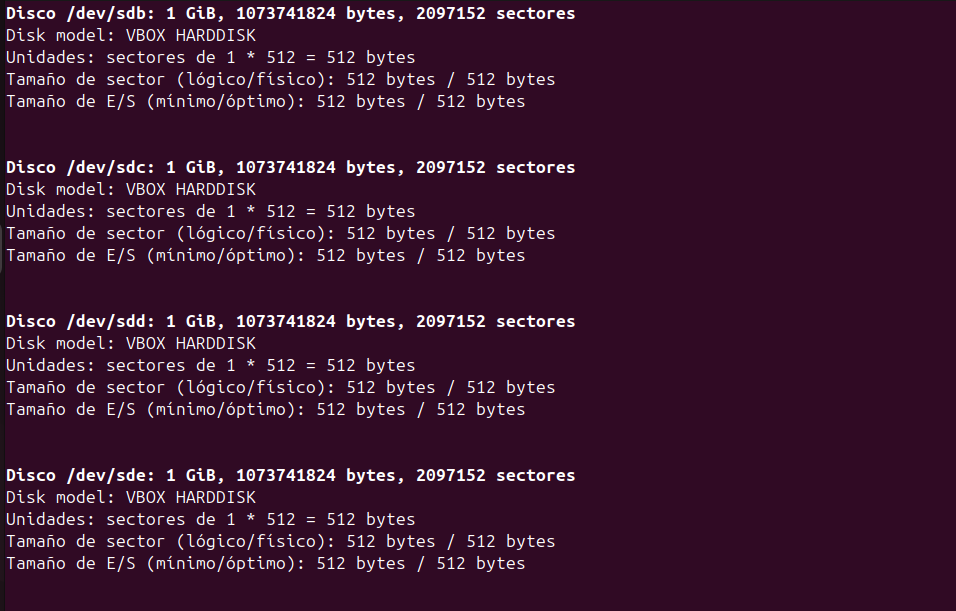 Disco /dev/sdb: 1 GiB, 1073741824 bytes, 2097152 sectores
Disk model: VBOX HARDDISK
Unidades: sectores de 1 * 512 = 512 bytes
Tamaño de sector (lógico/físico): 512 bytes / 512 bytes
Tamaño de E/S (mínimo/óptimo): 512 bytes / 512 bytes
Disco /dev/sdc: 1 GiB, 1073741824 bytes, 2097152 sectores
Disk model: VBOX HARDDISK
Unidades: sectores de 1 * 512 = 512 bytes
Tamaño de sector (lógico/físico): 512 bytes / 512 bytes
Tamaño de E/S (mínimo/óptimo): 512 bytes / 512 bytes
Disco /dev/sdd: 1 GiB, 1073741824 bytes, 2097152 sectores
Disk model: VBOX HARDDISK
Unidades: sectores de 1 * 512 = 512 bytes
Tamaño de sector (lógico/físico): 512 bytes / 512 bytes
Tamaño de E/S (mínimo/óptimo): 512 bytes / 512 bytes
Disco /dev/sde: 1 GiB, 1073741824 bytes, 2097152 sectores
Disk model: VBOX HARDDISK
Unidades: sectores de 1 * 512 = 512 bytes
Tamaño de sector (lógico/físico): 512 bytes / 512 bytes
Tamaño de E/S (mínimo/óptimo): 512 bytes / 512 bytes